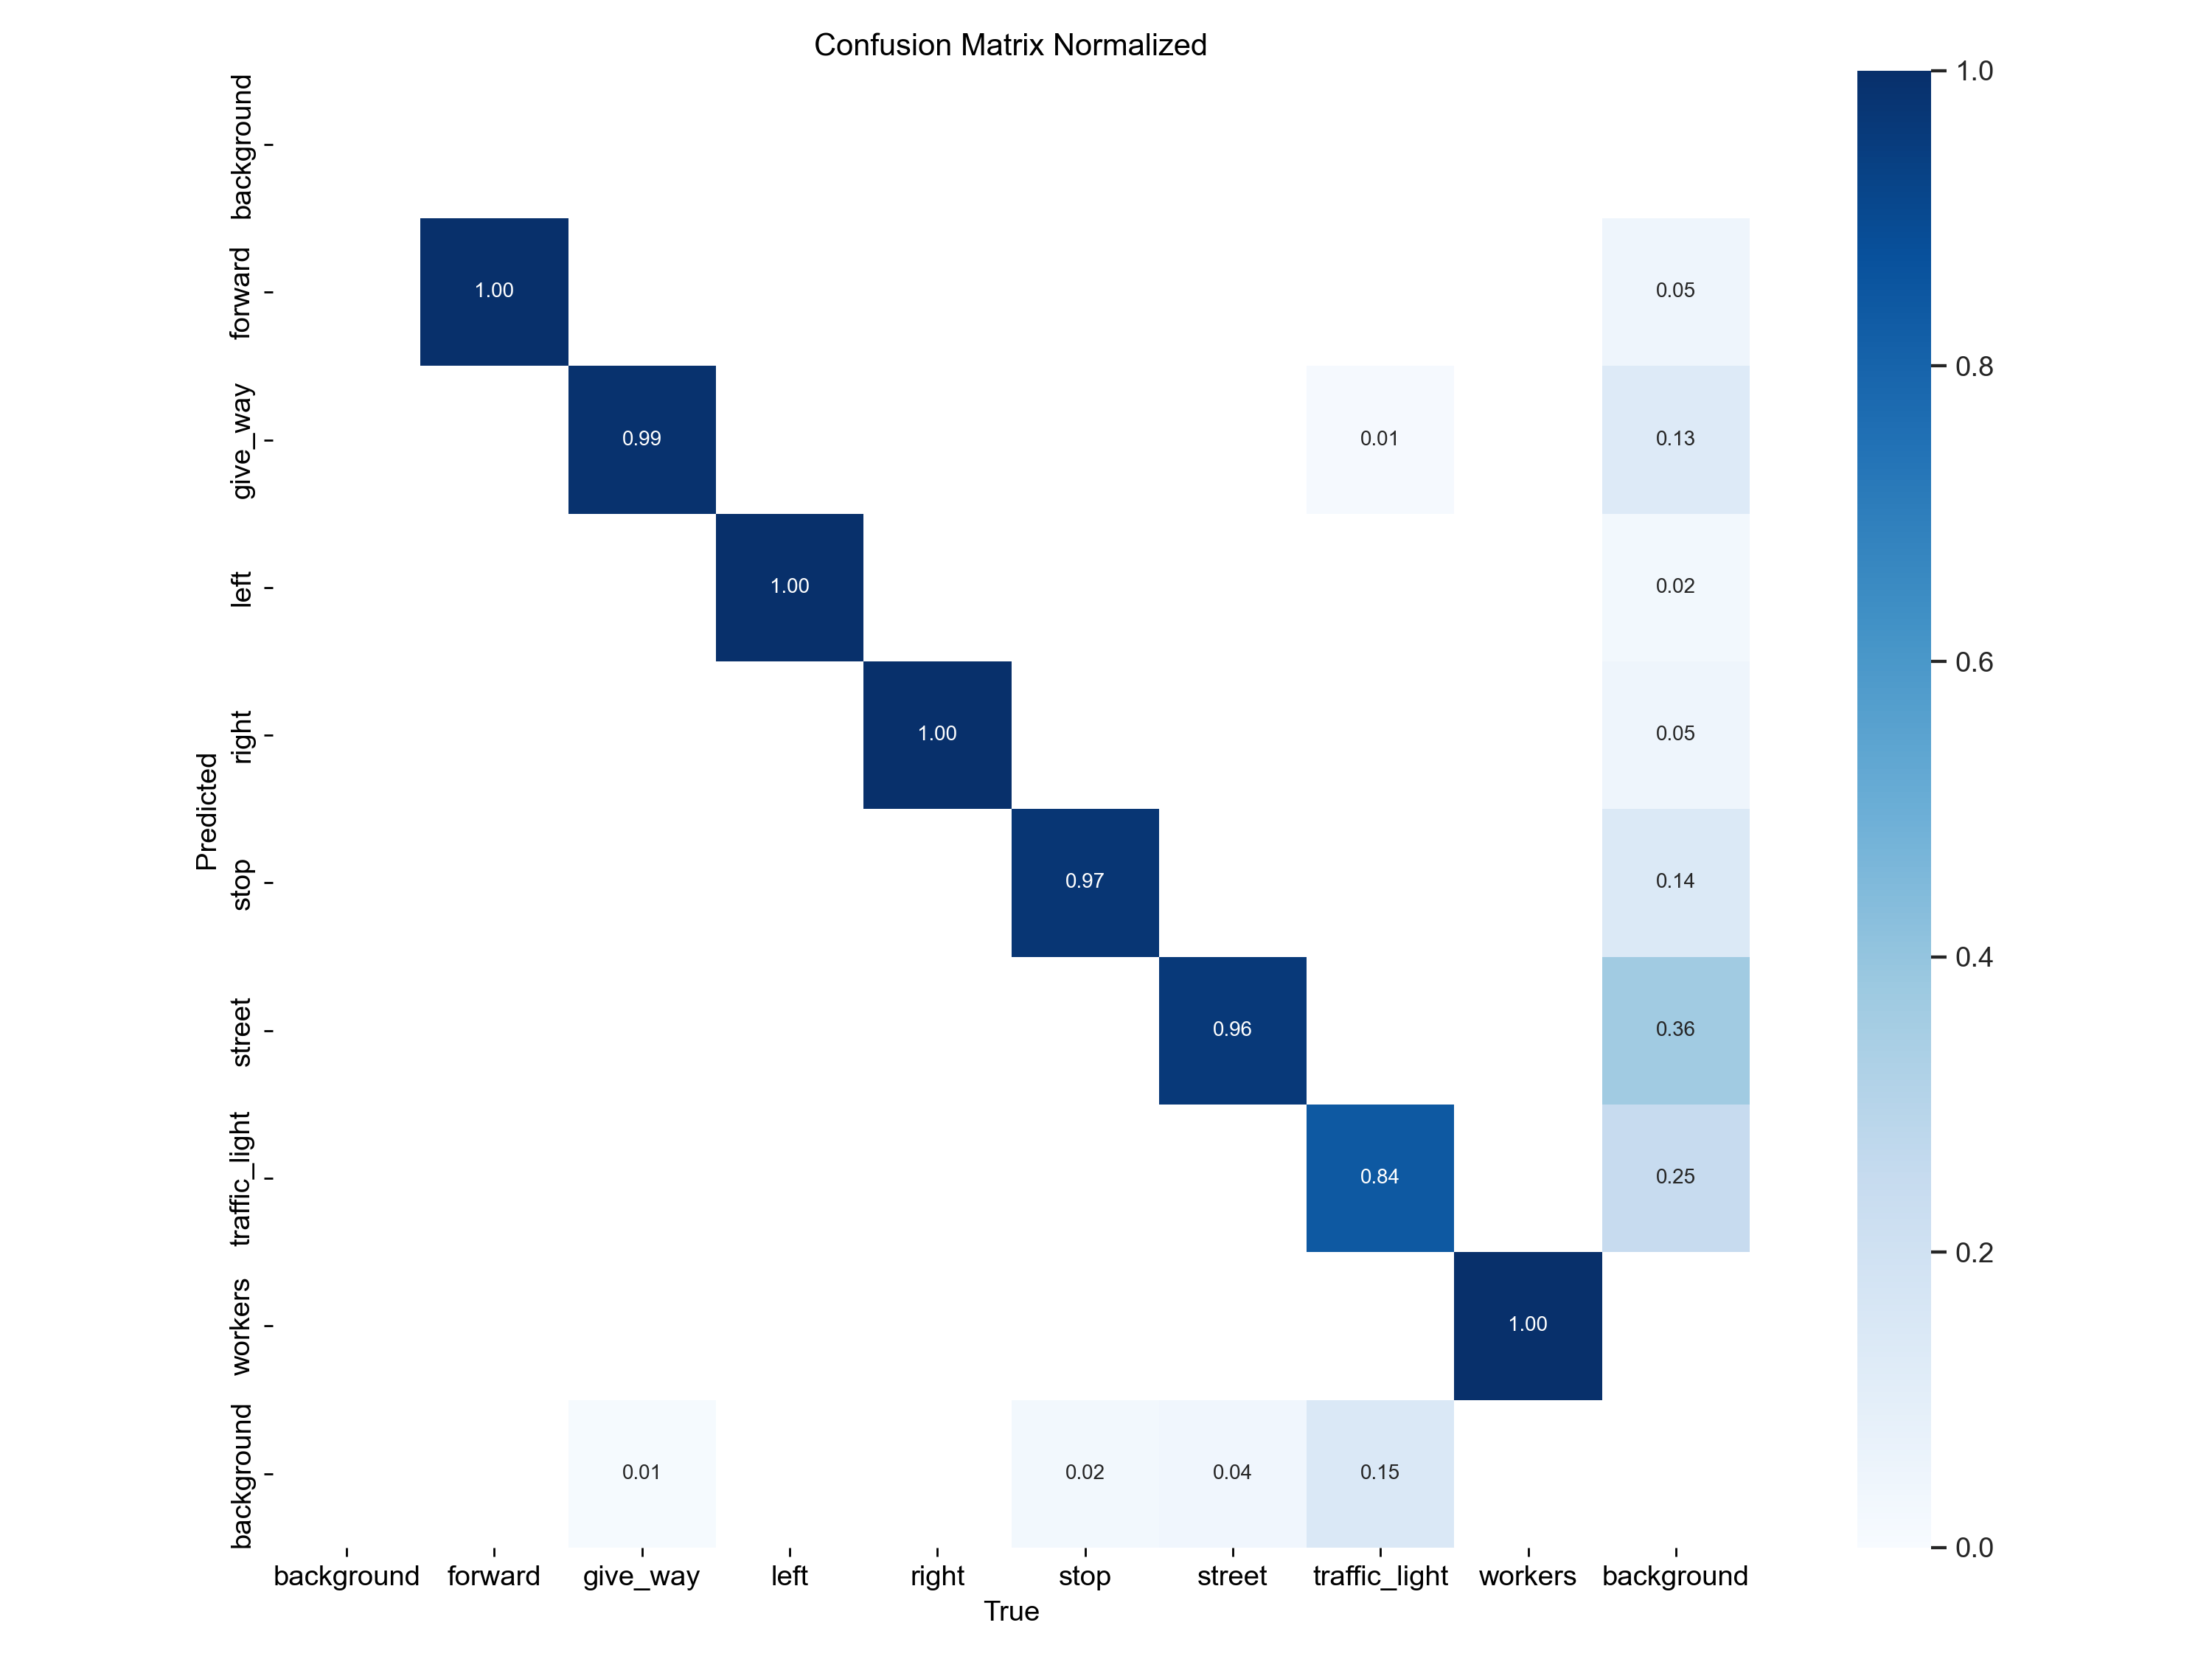 Confusion Matrix Normalized
background
forward
1.00
0.05
give_way
0.99
0.01
0.13
left
1.00
0.02
right
1.00
0.05
stop
0.97
0.14
street
0.96
0.36
traffic_light
0.84
0.25
workers
1.00
background
0.01
0.02
0.04
0.15
Predicted
background forward give_way left right stop street traffic_light workers background
True
1.0
0.8
0.6
0.4
0.2
0.0